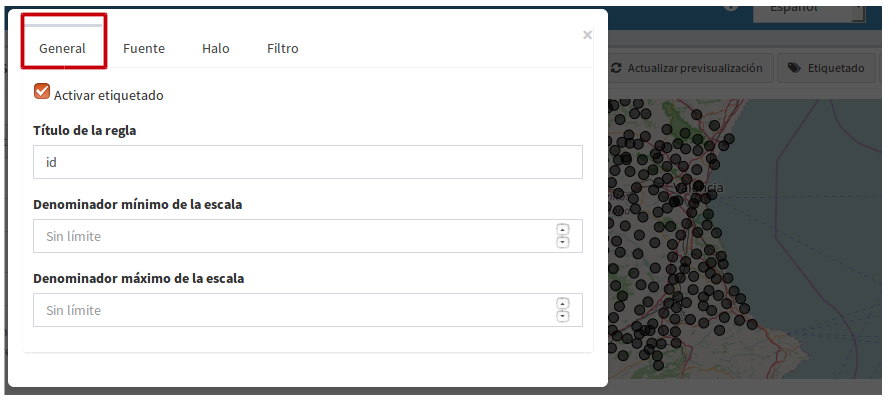 Español
General Fuente Halo Filtro ×
Actualizar previsualización Etiquetado
Activar etiquetado
Título de la regla
id
Valencia
Denominador mínimo de la escala
Sin límite
Denominador máximo de la escala
Sin límite